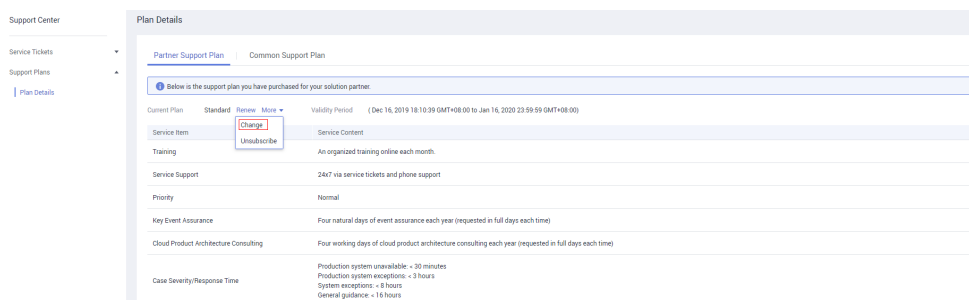 Support Center
Plan Details
Service Tickets
Support Plans
Plan Details
Partner Support Plan
Common Support Plan
Below is the support plan you have purchased for your solution partner.
Current Plan Standard Renew More Validity Period ( Dec 16, 2019 18:10:39 GMT+08:00 to Jan 16, 2020 23:59:59 GMT+08:00)
Change
Unsubscribe
Service Item Service Content
Training An organized training online each month.
Service Support 24x7 via service tickets and phone support
Priority Normal
Key Event Assurance Four natural days of event assurance each year (requested in full days each time)
Cloud Product Architecture Consulting Four working days of cloud product architecture consulting each year (requested in full days each time)
Case Severity/Response Time
Production system unavailable: < 30 minutes
Production system exceptions: < 3 hours
System exceptions: < 8 hours
General guidance: < 16 hours